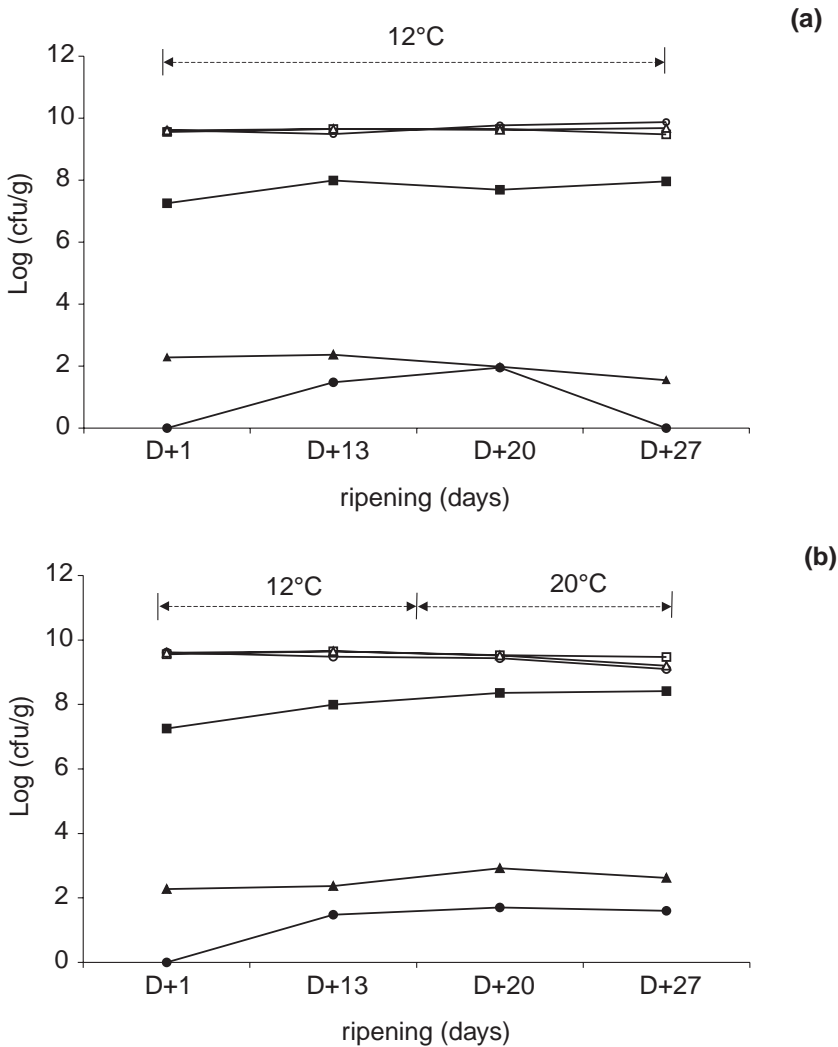 (a)
12°C
12
10
8
6
4
2
0
Log (cfu/g)
D+1 D+13 D+20 D+27
ripening (days)
(b)
12°C 20°C
12
10
8
6
4
2
0
Log (cfu/g)
D+1 D+13 D+20 D+27
ripening (days)